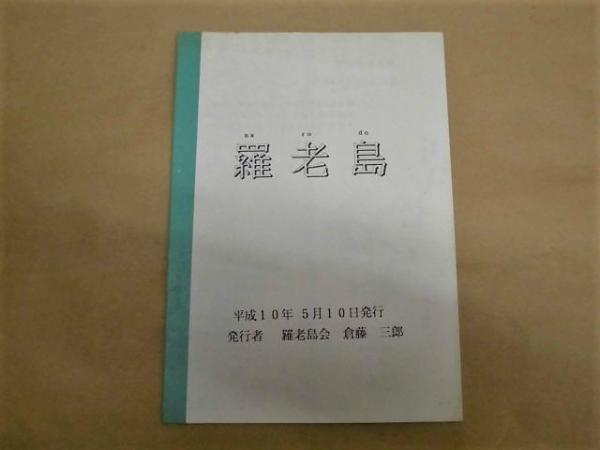 na ro do
羅老島
平成10年 5月10日発行
発行者 羅老島会 倉藤 三郎